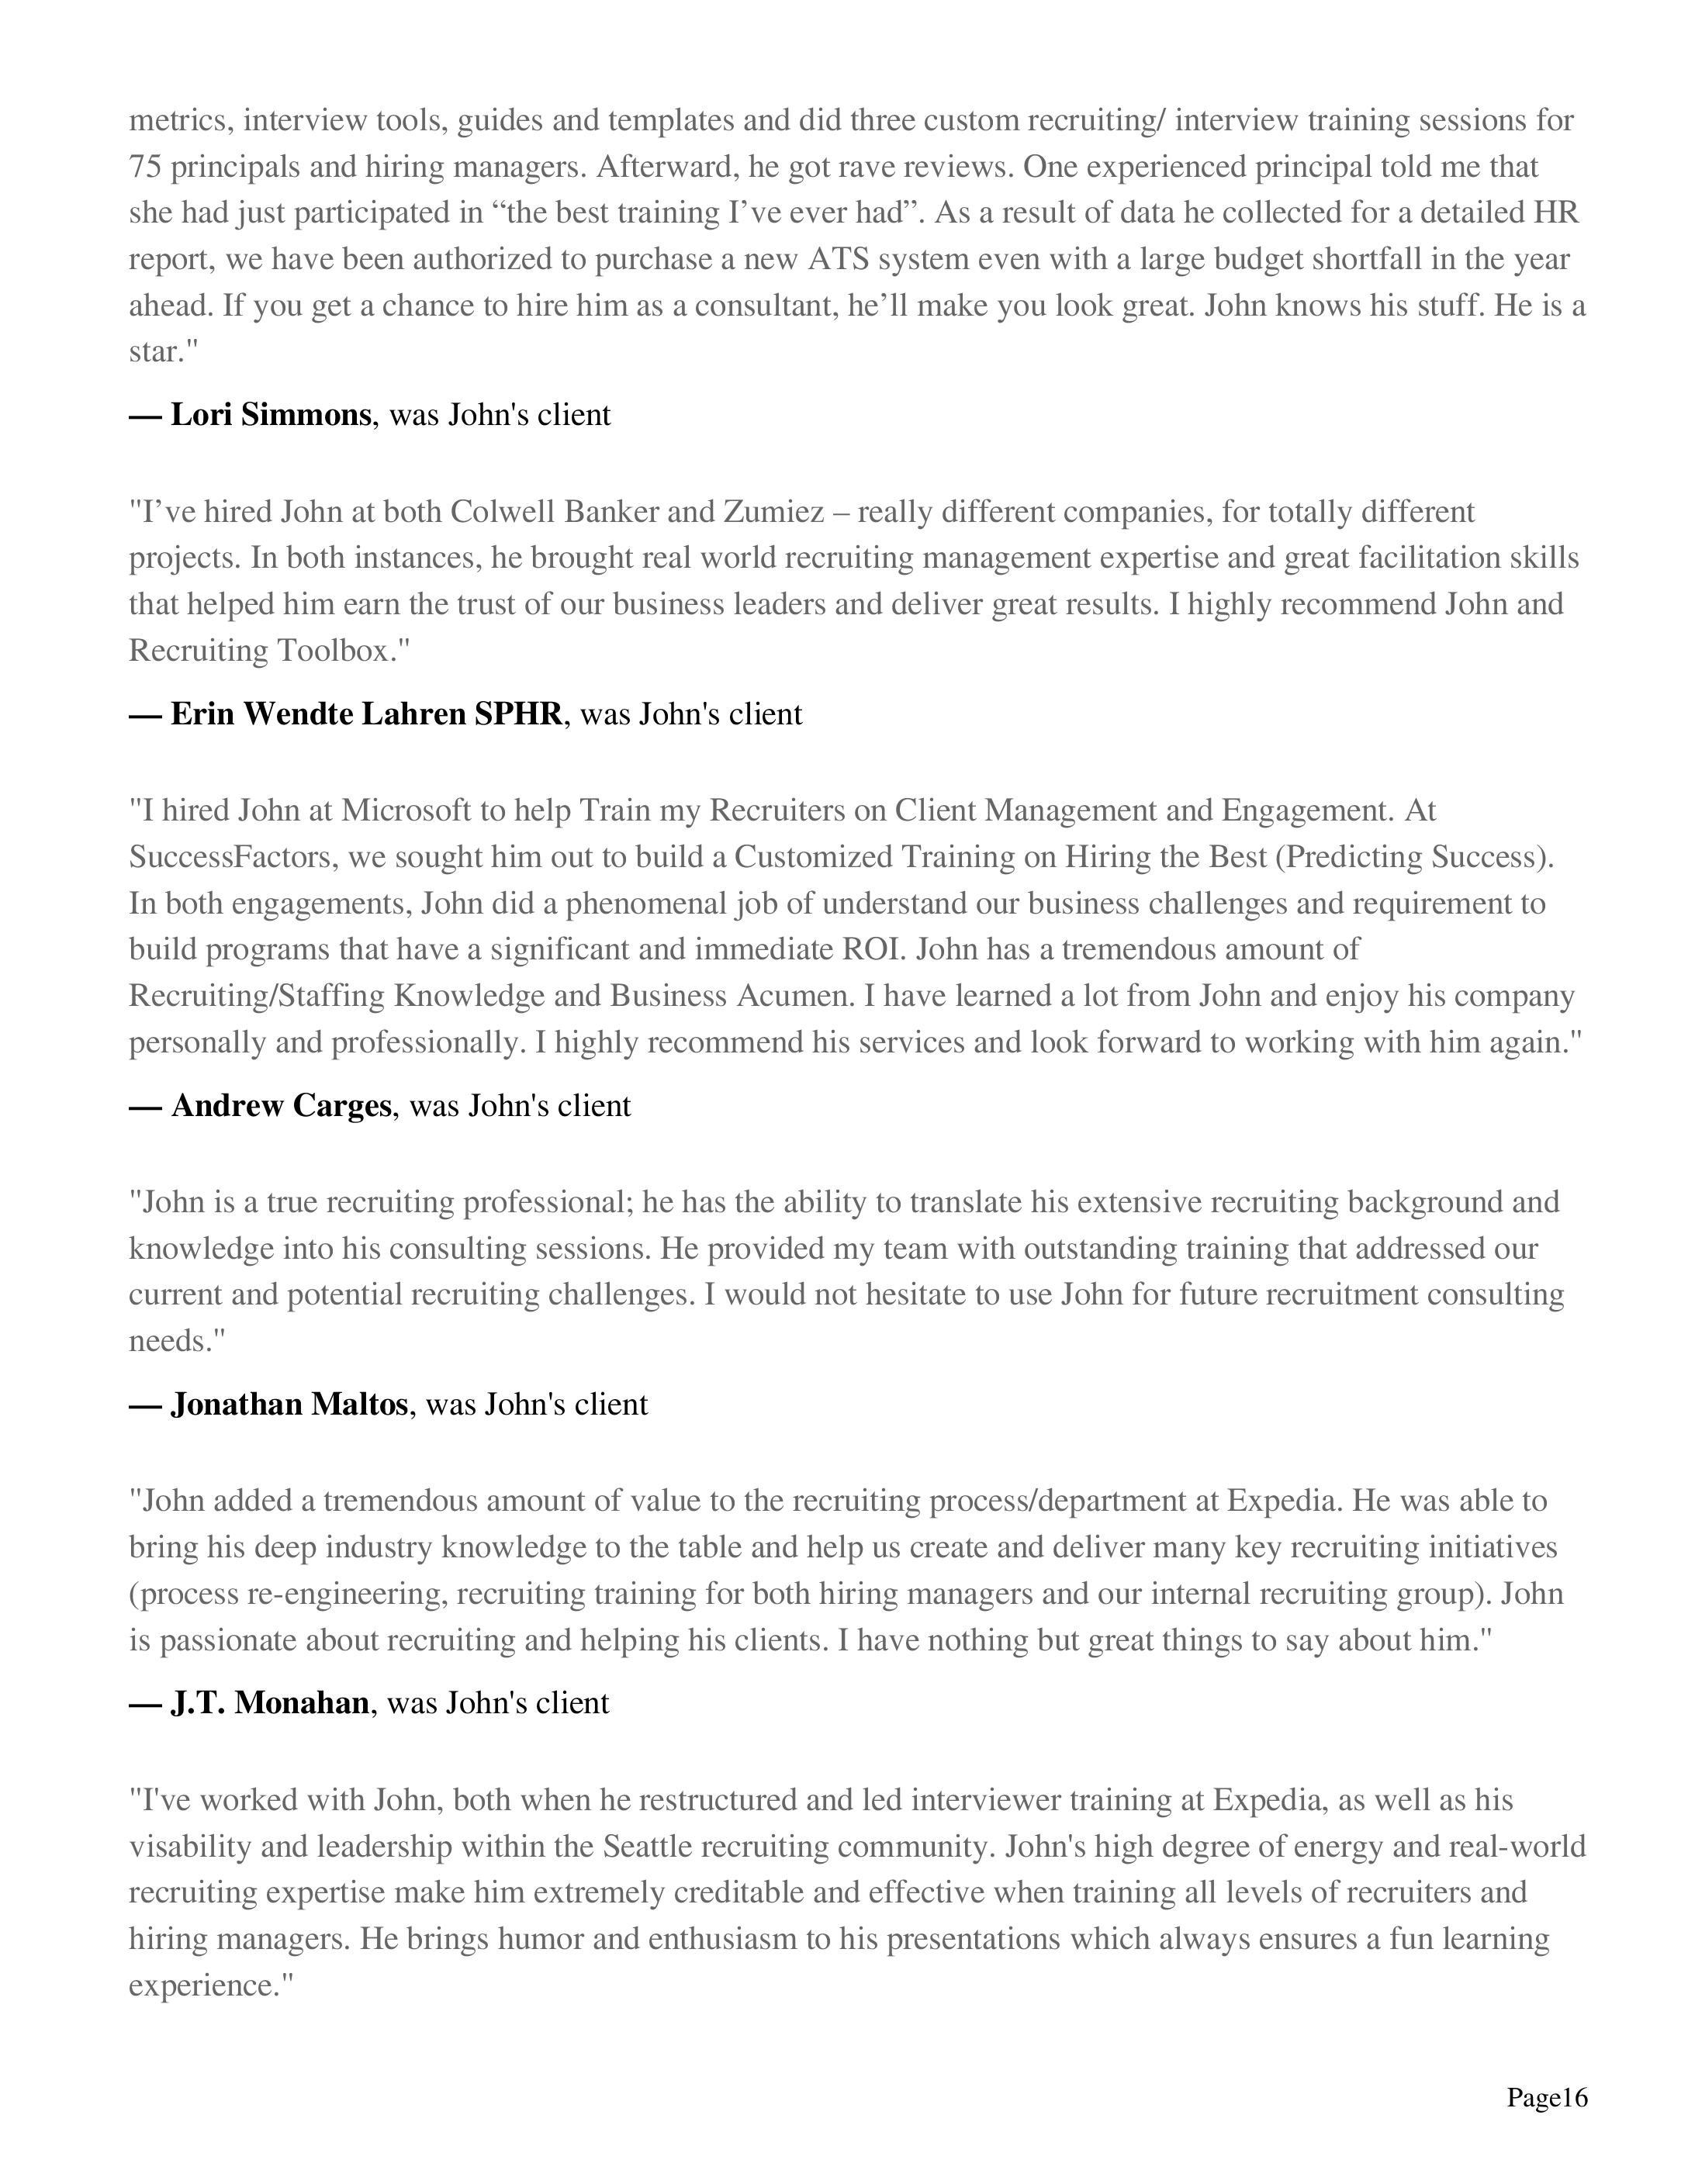 metrics, interview tools, guides and templates and did three custom recruiting/ interview training sessions for
75 principals and hiring managers. Afterward, he got rave reviews. One experienced principal told me that
she had just participated in “the best training I’ve ever had”. As a result of data he collected for a detailed HR
report, we have been authorized to purchase a new ATS system even with a large budget shortfall in the year
ahead. If you get a chance to hire him as a consultant, he’ll make you look great. John knows his stuff. He is a
star."
— Lori Simmons, was John's client
"I’ve hired John at both Colwell Banker and Zumiez – really different companies, for totally different
projects. In both instances, he brought real world recruiting management expertise and great facilitation skills
that helped him earn the trust of our business leaders and deliver great results. I highly recommend John and
Recruiting Toolbox."
— Erin Wendte Lahren SPHR, was John's client
"I hired John at Microsoft to help Train my Recruiters on Client Management and Engagement. At
SuccessFactors, we sought him out to build a Customized Training on Hiring the Best (Predicting Success).
In both engagements, John did a phenomenal job of understand our business challenges and requirement to
build programs that have a significant and immediate ROI. John has a tremendous amount of
Recruiting/Staffing Knowledge and Business Acumen. I have learned a lot from John and enjoy his company
personally and professionally. I highly recommend his services and look forward to working with him again."
— Andrew Carges, was John's client
"John is a true recruiting professional; he has the ability to translate his extensive recruiting background and
knowledge into his consulting sessions. He provided my team with outstanding training that addressed our
current and potential recruiting challenges. I would not hesitate to use John for future recruitment consulting
needs."
— Jonathan Maltos, was John's client
"John added a tremendous amount of value to the recruiting process/department at Expedia. He was able to
bring his deep industry knowledge to the table and help us create and deliver many key recruiting initiatives
(process re-engineering, recruiting training for both hiring managers and our internal recruiting group). John
is passionate about recruiting and helping his clients. I have nothing but great things to say about him."
— J.T. Monahan, was John's client
"I've worked with John, both when he restructured and led interviewer training at Expedia, as well as his
visability and leadership within the Seattle recruiting community. John's high degree of energy and real-world
recruiting expertise make him extremely creditable and effective when training all levels of recruiters and
hiring managers. He brings humor and enthusiasm to his presentations which always ensures a fun learning
experience."
Page16